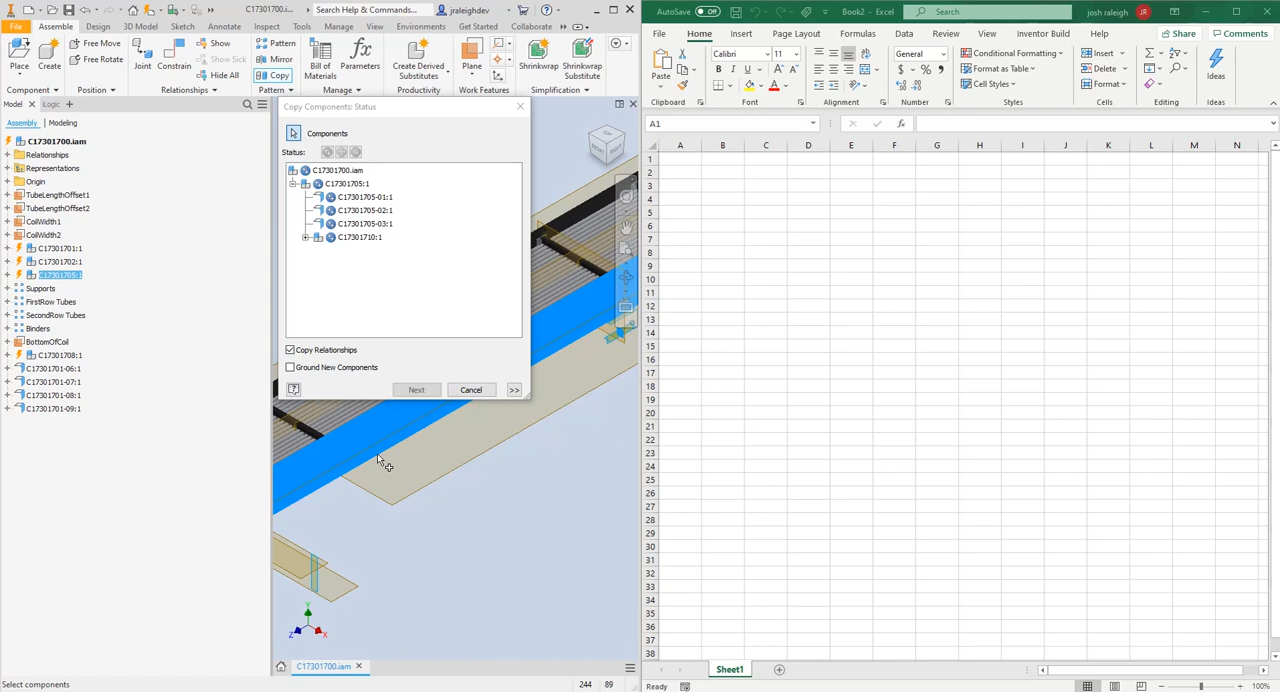 C17301700.i...
Search Help & Commands...
jraleighdev
File Assemble Design 3D Model Sketch Annotate Inspect Tools Manage View Environments Get Started Collaborate
Place Create
Free Move
Free Rotate
Joint Constrain
Show
Show Sick
Hide All
Pattern
Mirror
Copy
Bill of Materials
Parameters
Create Derived Substitutes
Plane
Shrinkwrap
Shrinkwrap Substitute
Component Position Relationships Pattern Manage Productivity Work Features Simplification
Model
Logic
Assembly Modeling
C17301700.iam
Relationships
Representations
Origin
TubeLengthOffset1
TubeLengthOffset2
CoilWidth1
CoilWidth2
C17301701:1
C17301702:1
C17301705:1
Supports
FirstRow Tubes
SecondRow Tubes
Binders
BottomOfCoil
C17301708:1
C17301701-06:1
C17301701-07:1
C17301701-08:1
C17301701-09:1
Copy Components: Status
Components
Status:
C17301700.iam
C17301705:1
C17301705-01:1
C17301705-02:1
C17301705-03:1
C17301710:1
Copy Relationships
Ground New Components
Next Cancel >>
Y
Z X
C17301700.iam
Select components
244 89
AutoSave Off
Book2 - Excel
Search
josh raleigh JR
File Home Insert Page Layout Formulas Data Review View Inventor Build Help Share Comments
Paste
Calibri 11
B I U
General
$ % ,
Conditional Formatting
Format as Table
Cell Styles
Insert
Delete
Format
Ideas
Clipboard Font Alignment Number Styles Cells Editing Ideas
A1
fx
A B C D E F G H I J K L M N
1
2
3
4
5
6
7
8
9
10
11
12
13
14
15
16
17
18
19
20
21
22
23
24
25
26
27
28
29
30
31
32
33
34
35
36
37
38
Sheet1
Ready
100%